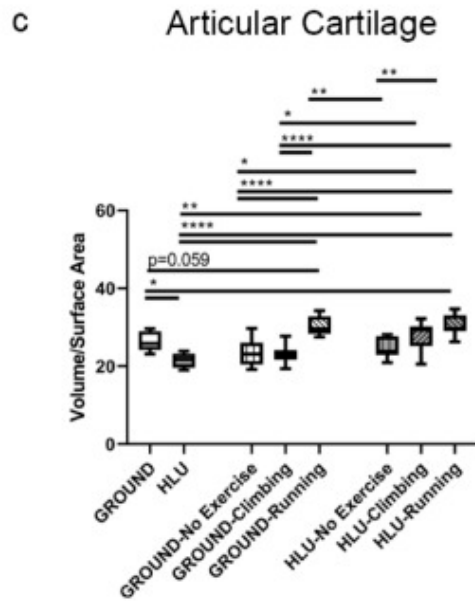 c
Articular Cartilage
**
**
*
****
*
****
**
****
p=0.059
*
Volume/Surface Area
60
40
20
0
GROUND
HLU
GROUND-No Exercise
GROUND-Climbing
GROUND-Running
HLU-No Exercise
HLU-Climbing
HLU-Running